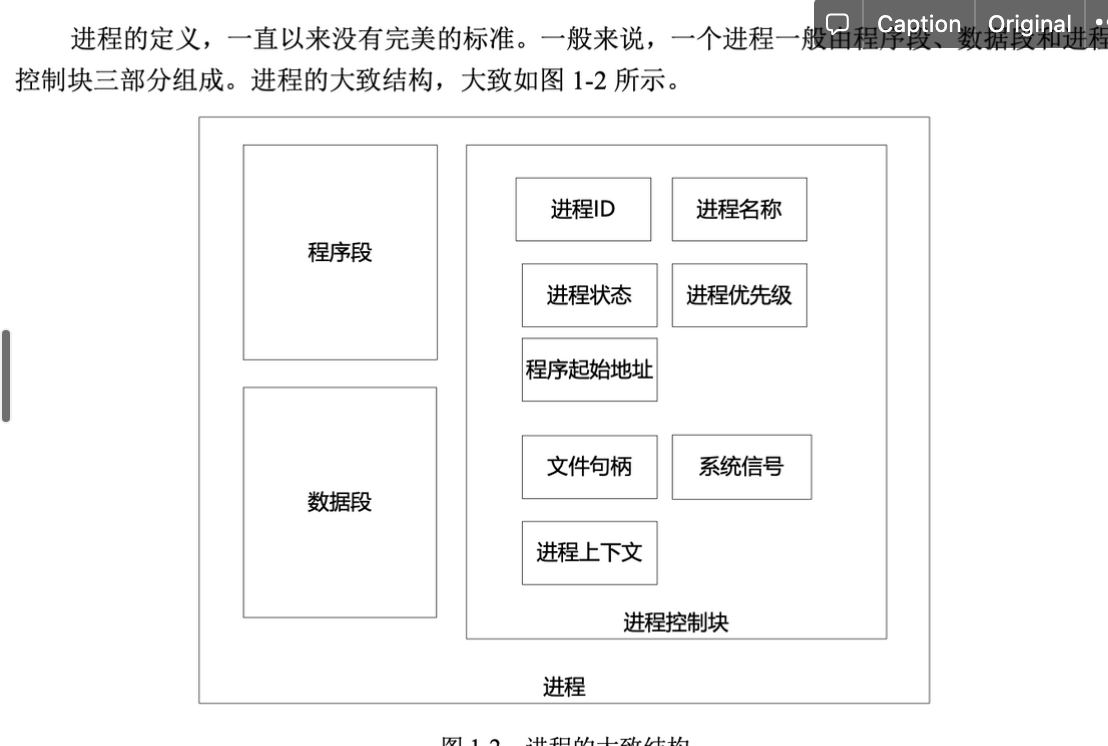 Caption Original
进程的定义，一直以来没有完美的标准。一般来说，一个进程一般由程序段、数据段和进程
控制块三部分组成。进程的大致结构，大致如图 1-2 所示。
进程ID 进程名称
程序段
进程状态 进程优先级
程序起始地址
文件句柄 系统信号
数据段
进程上下文
进程控制块
进程
图 1-2 进程的大致结构